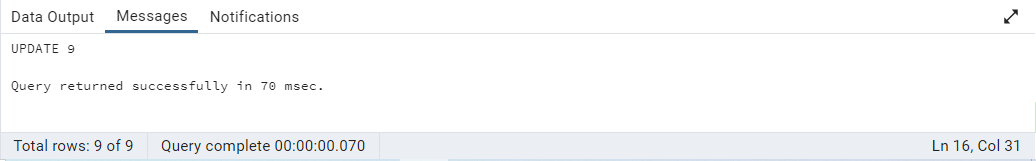 Data Output Messages Notifications
UPDATE 9
Query returned successfully in 70 msec.
Total rows: 9 of 9 Query complete 00:00:00.070 Ln 16, Col 31